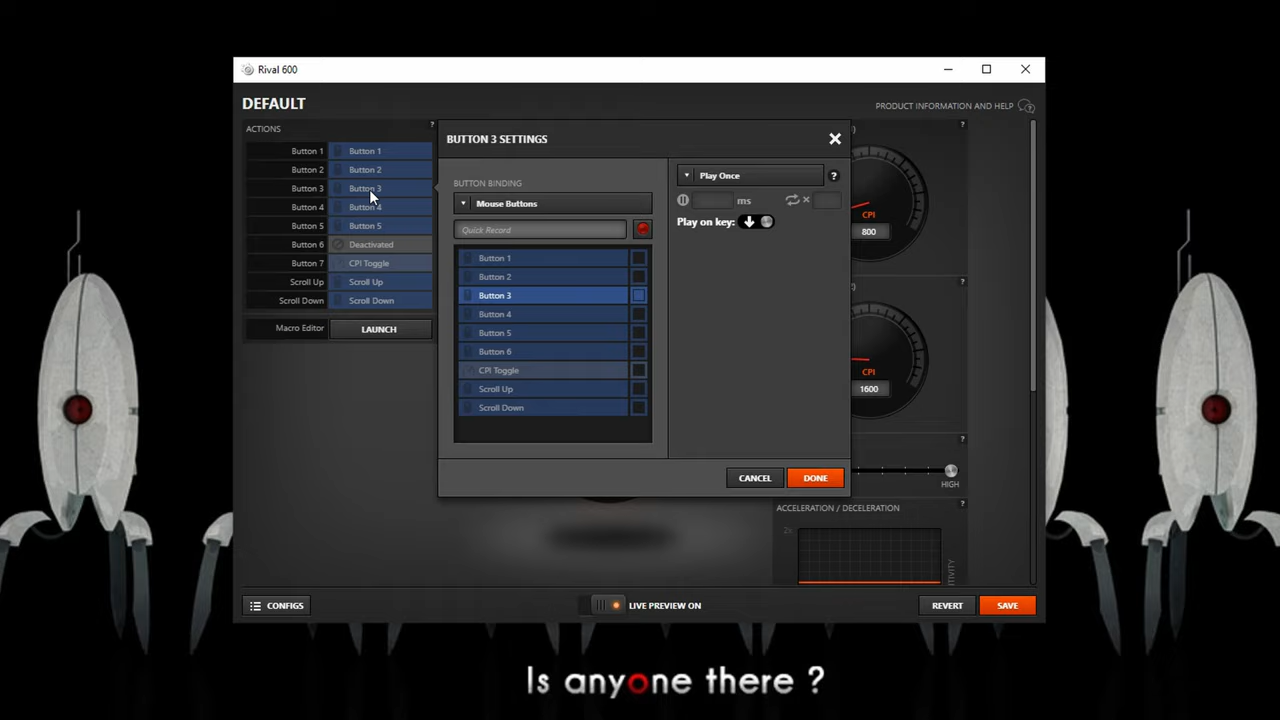 Rival 600
DEFAULT
PRODUCT INFORMATION AND HELP
ACTIONS
?
Button 1 Button 1
Button 2 Button 2
Button 3 Button 3
Button 4 Button 4
Button 5 Button 5
Button 6 Deactivated
Button 7 CPI Toggle
Scroll Up Scroll Up
Scroll Down Scroll Down
Macro Editor LAUNCH
BUTTON 3 SETTINGS
BUTTON BINDING
Mouse Buttons
Quick Record
Button 1
Button 2
Button 3
Button 4
Button 5
Button 6
CPI Toggle
Scroll Up
Scroll Down
Play Once
?
ms
×
Play on key:
CANCEL
DONE
)
?
CPI
800
)
?
CPI
1600
?
HIGH
ACCELERATION / DECELERATION
?
CONFIGS
LIVE PREVIEW ON
REVERT
SAVE
Is anyone there ?